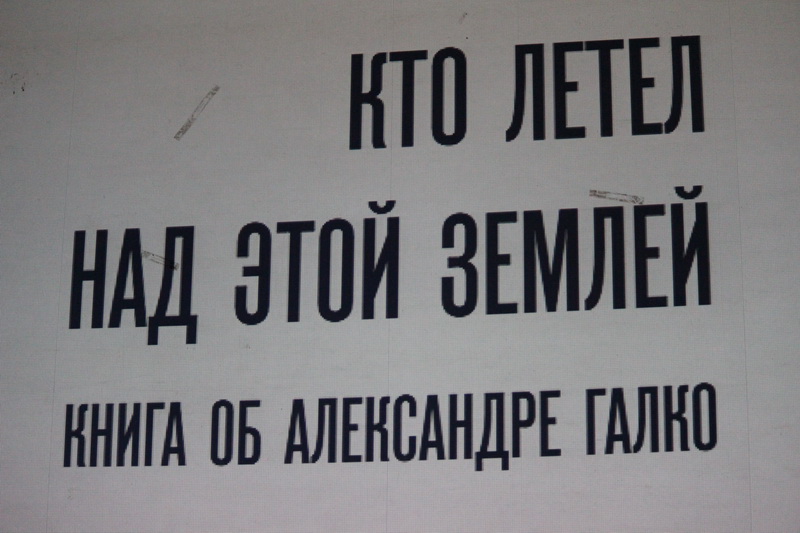 КТО ЛЕТЕЛ
НАД ЭТОЙ ЗЕМЛЕЙ
КНИГА ОБ АЛЕКСАНДРЕ ГАЛКО